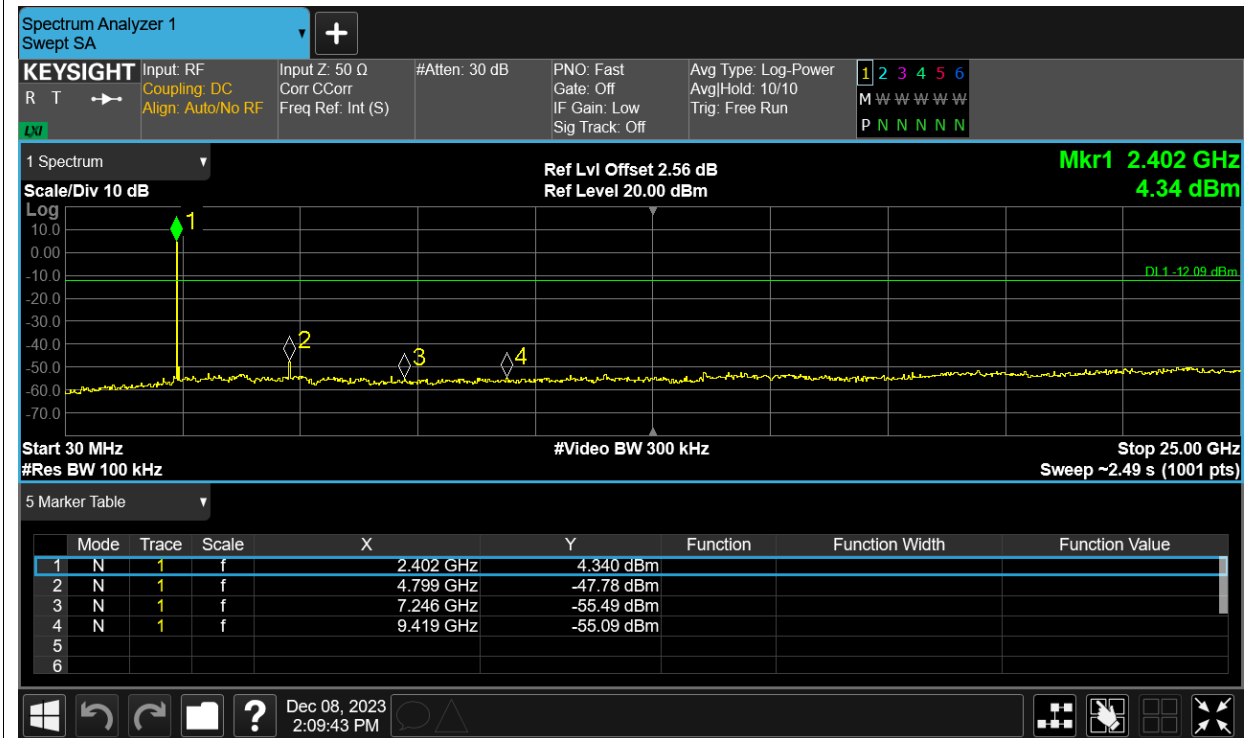 Spectrum Analyzer 1
Swept SA
KEYSIGHT
R T
LXI
Input: RF
Coupling: DC
Align: Auto/No RF
Input Z: 50 Ω
Corr CCorr
Freq Ref: Int (S)
#Atten: 30 dB
PNO: Fast
Gate: Off
IF Gain: Low
Sig Track: Off
Avg Type: Log-Power
Avg|Hold: 10/10
Trig: Free Run
1 2 3 4 5 6
M W W W W W
P N N N N N
1 Spectrum
Scale/Div 10 dB
Ref Lvl Offset 2.56 dB
Ref Level 20.00 dBm
Mkr1 2.402 GHz
4.34 dBm
Log
10.0
0.00
-10.0
-20.0
-30.0
-40.0
-50.0
-60.0
-70.0
1
2
3
4
DL1 -12.09 dBm
Start 30 MHz
#Res BW 100 kHz
#Video BW 300 kHz
Stop 25.00 GHz
Sweep ~2.49 s (1001 pts)
5 Marker Table
Mode Trace Scale X Y Function Function Width Function Value
1 N 1 f 2.402 GHz 4.340 dBm
2 N 1 f 4.799 GHz -47.78 dBm
3 N 1 f 7.246 GHz -55.49 dBm
4 N 1 f 9.419 GHz -55.09 dBm
5
6
?
Dec 08, 2023
2:09:43 PM